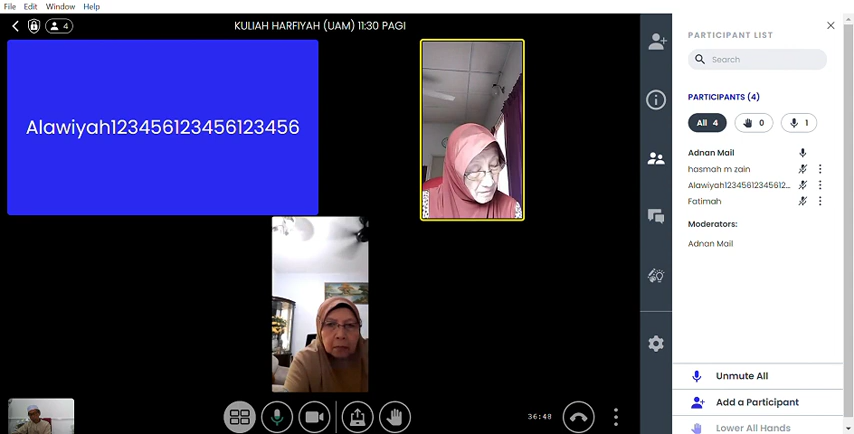 File Edit Window Help
4
KULIAH HARFIYAH (UAM) 11:30 PAGI
Alawiyah123456123456123456
36:48
PARTICIPANT LIST
Search
PARTICIPANTS (4)
All 4 0 1
Adnan Mail
hasmah m zain
Alawiyah12345612345612...
Fatimah
Moderators:
Adnan Mail
Unmute All
Add a Participant
Lower All Hands